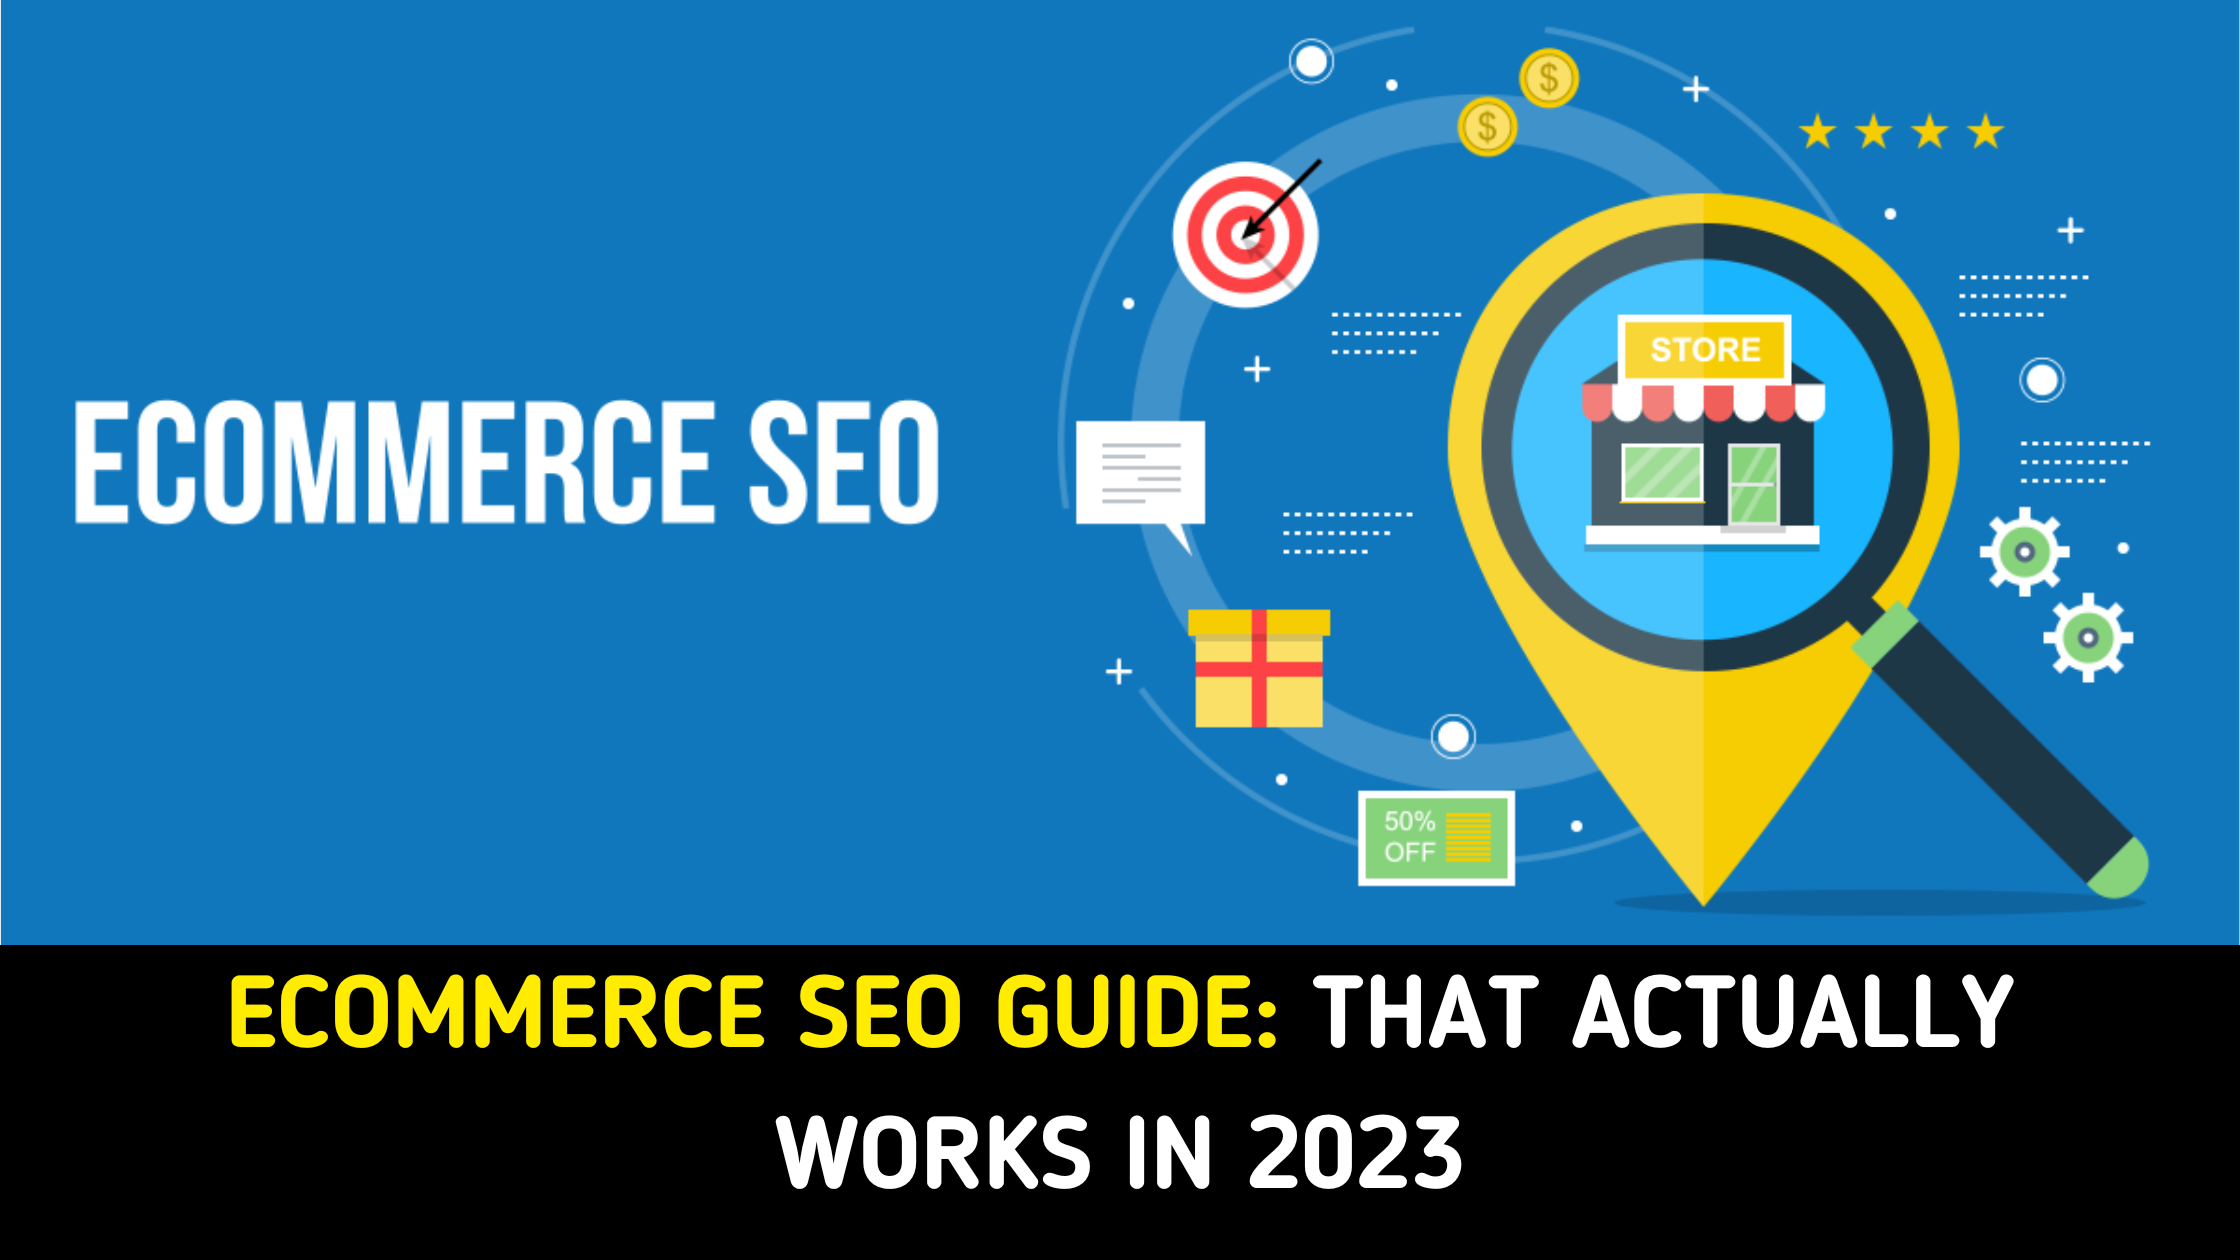 $
$
STORE
ECOMMERCE SEO
50%
OFF
ECOMMERCE SEO GUIDE: THAT ACTUALLY
WORKS IN 2023